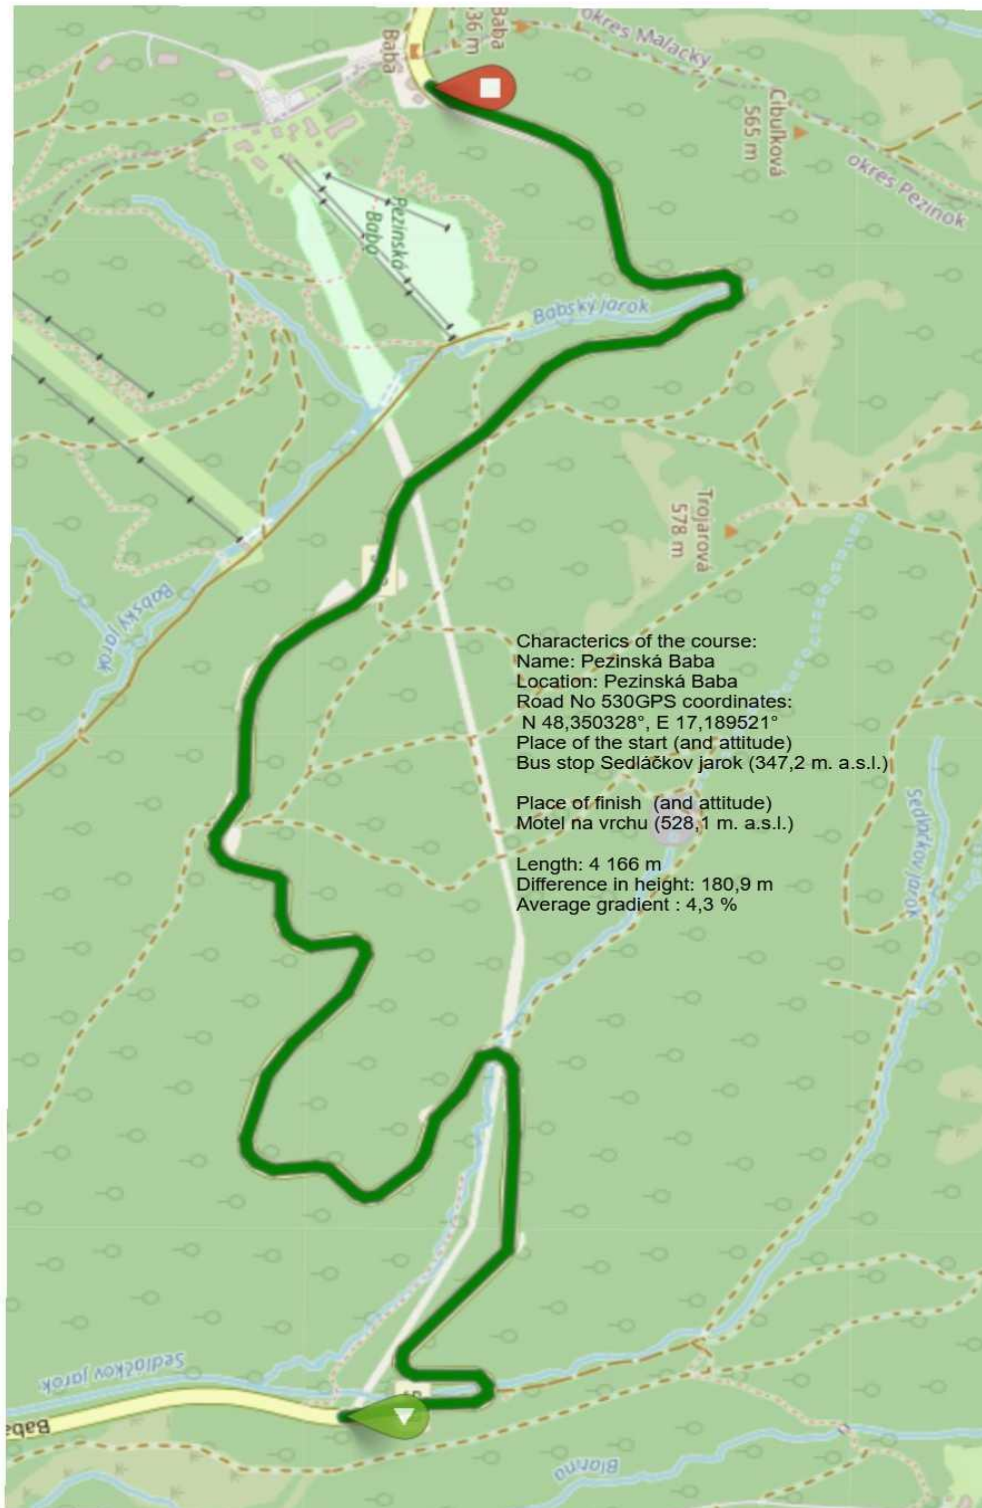 Baba
36 m
Baba
okres Malacky
okres Pezinok
Cibuľková
565 m
Pezinská
Baba
Babský jarok
Trojárová
578 m
Babský jarok
Characterics of the course:
Name: Pezinská Baba
Location: Pezinská Baba
Road No 530GPS coordinates:
N 48,350328°, E 17,189521°
Place of the start (and attitude)
Bus stop Sedláčkov jarok (347,2 m. a.s.l.)
Place of finish (and attitude)
Motel na vrchu (528,1 m. a.s.l.)
Length: 4 166 m
Difference in height: 180,9 m
Average gradient : 4,3 %
Sedláčkov jarok
Sedláčkov jarok
Baba